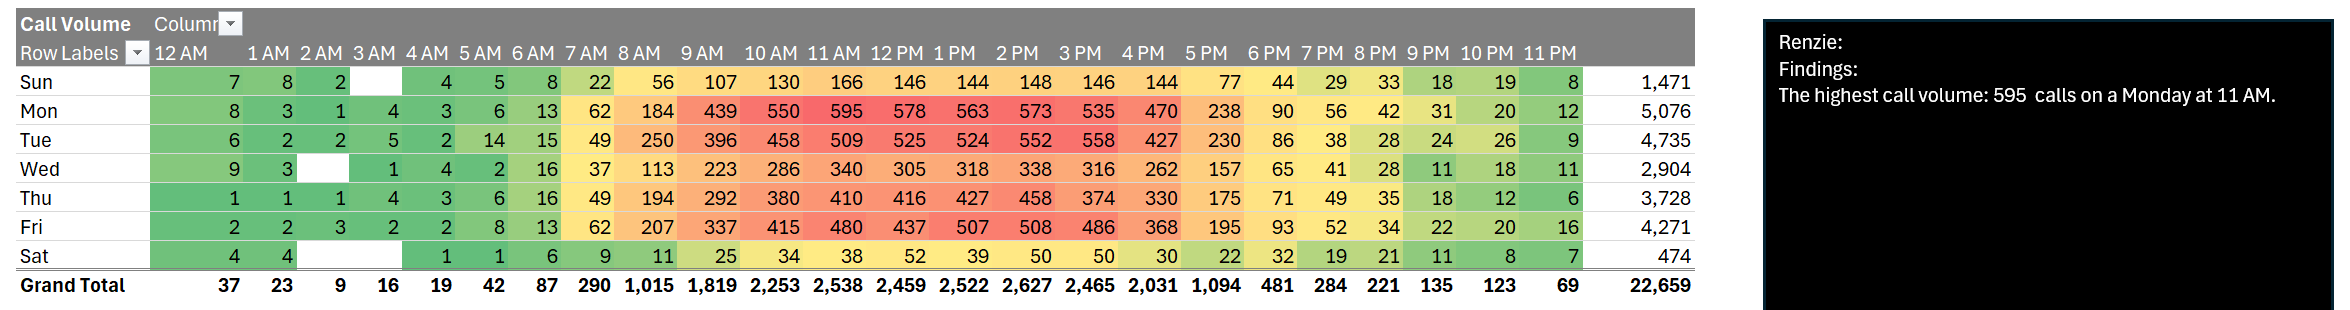 Call Volume Column
Row Labels 12 AM 1 AM 2 AM 3 AM 4 AM 5 AM 6 AM 7 AM 8 AM 9 AM 10 AM 11 AM 12 PM 1 PM 2 PM 3 PM 4 PM 5 PM 6 PM 7 PM 8 PM 9 PM 10 PM 11 PM
Sun 7 8 2 4 5 8 22 56 107 130 166 146 144 148 146 144 77 44 29 33 18 19 8 1,471
Mon 8 3 1 4 3 6 13 62 184 439 550 595 578 563 573 535 470 238 90 56 42 31 20 12 5,076
Tue 6 2 2 5 2 14 15 49 250 396 458 509 525 524 552 558 427 230 86 38 28 24 26 9 4,735
Wed 9 3 1 4 2 16 37 113 223 286 340 305 318 338 316 262 157 65 41 28 11 18 11 2,904
Thu 1 1 1 4 3 6 16 49 194 292 380 410 416 427 458 374 330 175 71 49 35 18 12 6 3,728
Fri 2 2 3 2 2 8 13 62 207 337 415 480 437 507 508 486 368 195 93 52 34 22 20 16 4,271
Sat 4 4 1 1 6 9 11 25 34 38 52 39 50 50 30 22 32 19 21 11 8 7 474
Grand Total 37 23 9 16 19 42 87 290 1,015 1,819 2,253 2,538 2,459 2,522 2,627 2,465 2,031 1,094 481 284 221 135 123 69 22,659
Renzie:
Findings:
The highest call volume: 595 calls on a Monday at 11 AM.